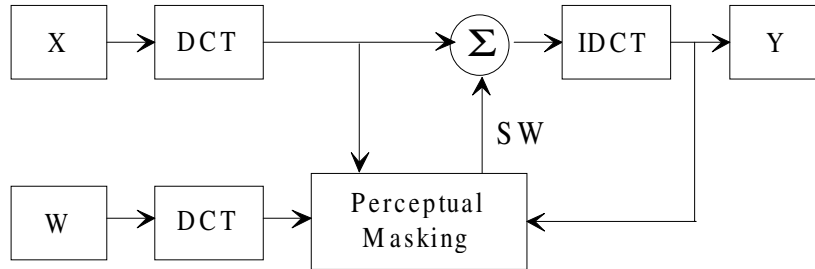 X
DCT
Σ
IDCT
Y
SW
W
DCT
Perceptual
Masking